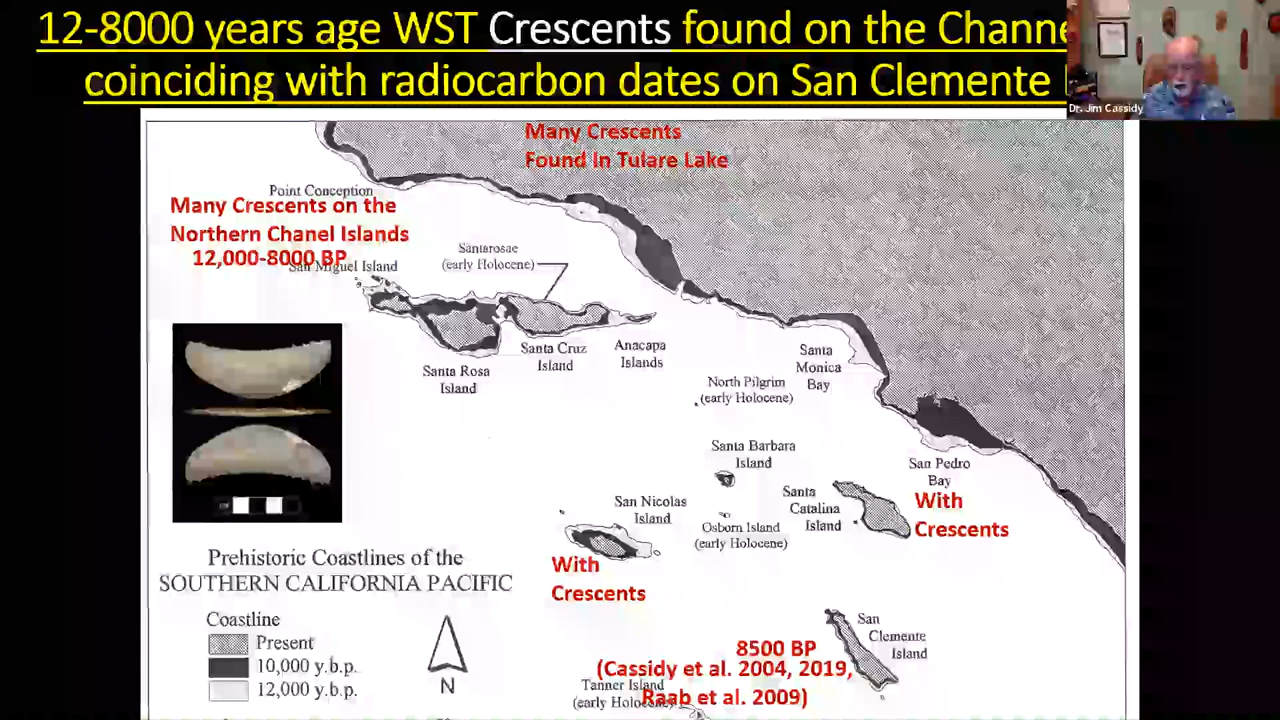 12-8000 years age WST Crescents found on the Channe
coinciding with radiocarbon dates on San Clemente
Dr. Jim Cassidy
Many Crescents
Found in Tulare Lake
Point Conception
Many Crescents on the
Northern Chanel Islands
12,000-8000 BP
San Miguel Island
Santarosae
(early Holocene)
Santa Rosa
Island
Santa Cruz
Island
Anacapa
Islands
Santa
Monica
Bay
North Pilgrim
(early Holocene)
Santa Barbara
Island
San Pedro
Bay
With
Crescents
Santa
Catalina
Island
San Nicolas
Island
Osborn Island
(early Holocene)
With
Crescents
Prehistoric Coastlines of the
SOUTHERN CALIFORNIA PACIFIC
Coastline
Present
10,000 y.b.p.
12,000 y.b.p.
N
San
Clemente
Island
8500 BP
(Cassidy et al. 2004, 2019,
Raab et al. 2009)
Tanner Island
(early Holocene)